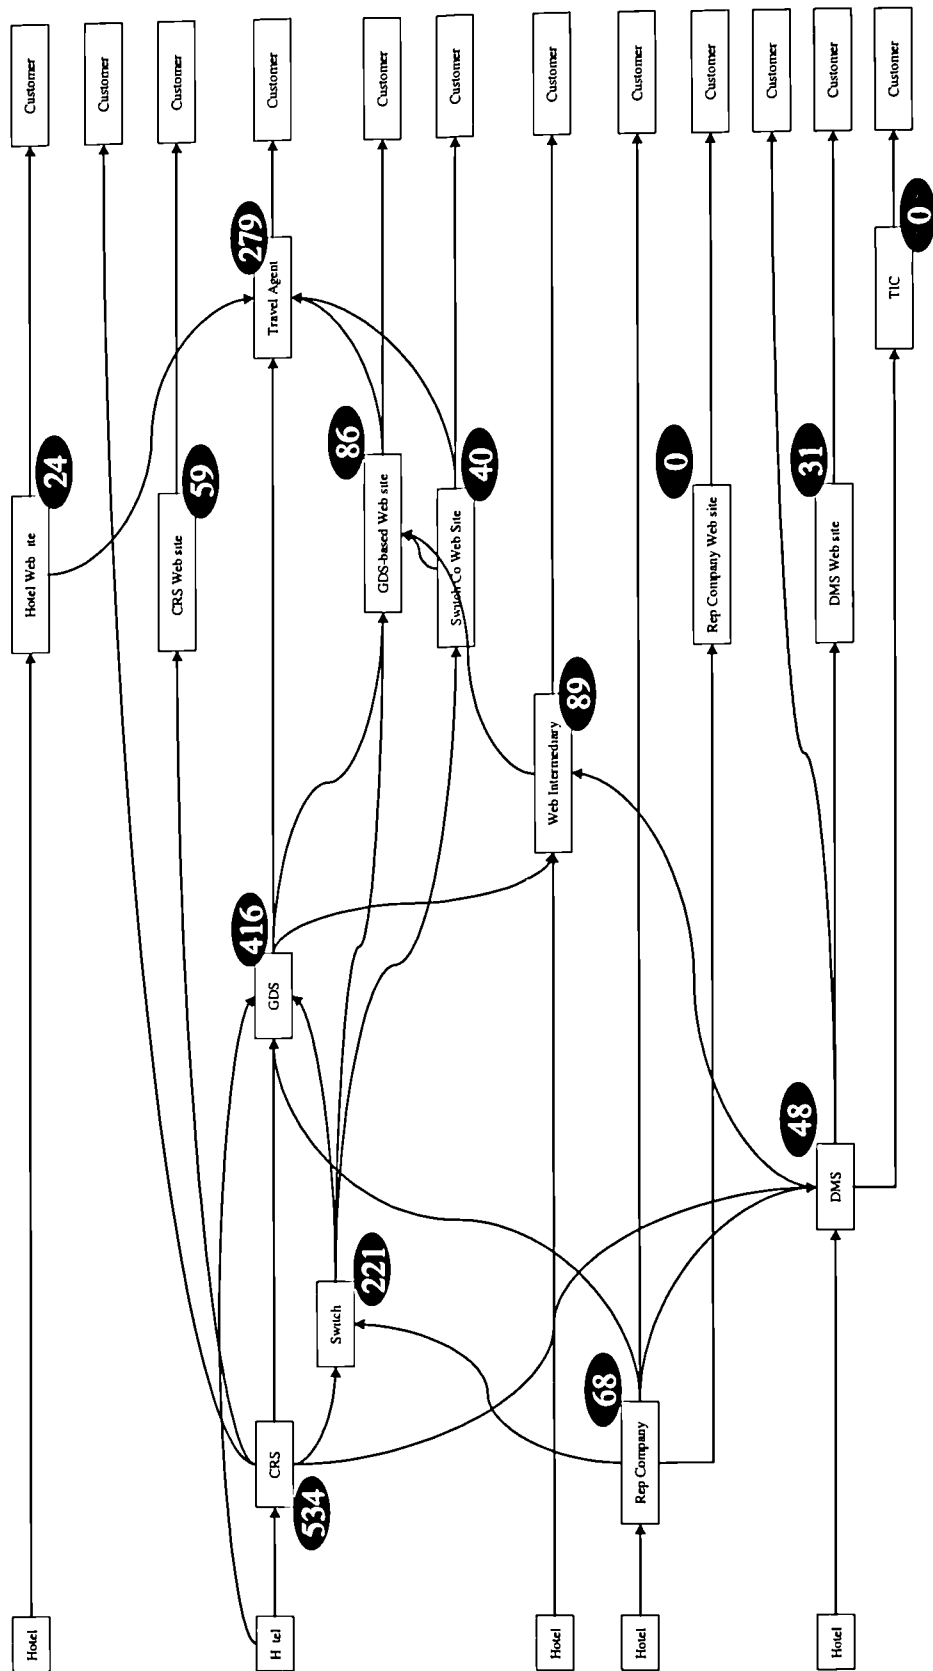 Hotel
Hotel Web ite
24
Customer
Customer
CRS Web site
59
Customer
H tel
CRS
534
GDS
416
Travel Agent
279
Customer
Switch
221
GDS-based Web site
86
Customer
Switch Co Web Site
40
Customer
Hotel
Web Intermediary
89
Customer
Hotel
Rep Company
68
Customer
Rep Company Web site
0
Customer
Customer
Hotel
DMS
48
DMS Web site
31
Customer
TIC
0
Customer